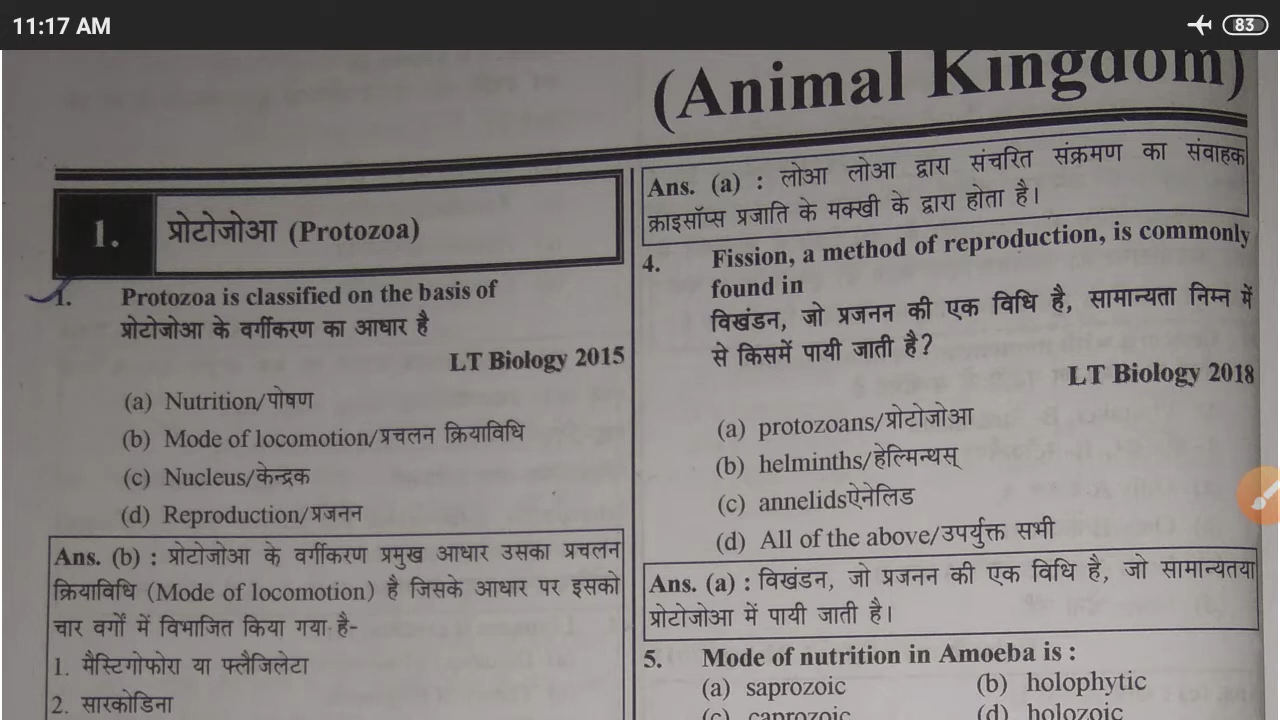 11:17 AM
83
(Animal Kingdom)
1. प्रोटोजोआ (Protozoa)
1. Protozoa is classified on the basis of
प्रोटोजोआ के वर्गीकरण का आधार है
LT Biology 2015
(a) Nutrition/पोषण
(b) Mode of locomotion/प्रचलन क्रियाविधि
(c) Nucleus/केन्द्रक
(d) Reproduction/प्रजनन
Ans. (b) : प्रोटोजोआ के वर्गीकरण प्रमुख आधार उसका प्रचलन
क्रियाविधि (Mode of locomotion) है जिसके आधार पर इसको
चार वर्गों में विभाजित किया गया है-
1. मैस्टिगोफोरा या फ्लैजिलेटा
2. सारकोडिना
Ans. (a) : लोआ लोआ द्वारा संचरित संक्रमण का संवाहक
क्राइसॉप्स प्रजाति के मक्खी के द्वारा होता है।
4. Fission, a method of reproduction, is commonly
found in
विखंडन, जो प्रजनन की एक विधि है, सामान्यता निम्न में
से किसमें पायी जाती है?
LT Biology 2018
(a) protozoans/प्रोटोजोआ
(b) helminths/हेल्मिन्थस्
(c) annelidsऐनेलिड
(d) All of the above/उपर्युक्त सभी
Ans. (a) : विखंडन, जो प्रजनन की एक विधि है, जो सामान्यतया
प्रोटोजोआ में पायी जाती है।
5. Mode of nutrition in Amoeba is :
(a) saprozoic (b) holophytic
(c) caprozoic (d) holozoic